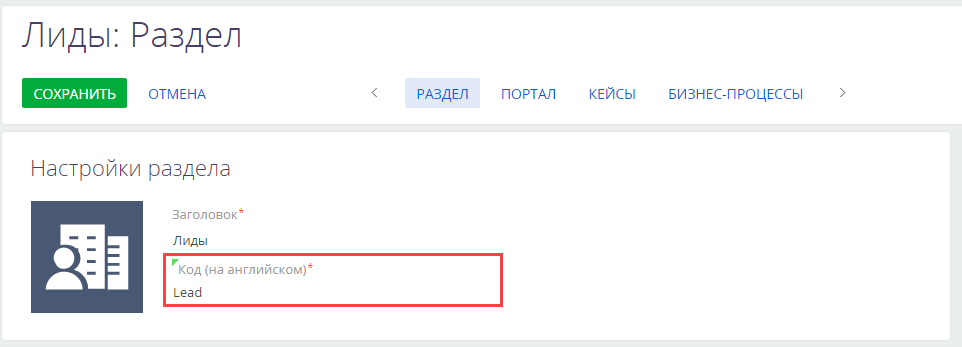 Лиды: Раздел
СОХРАНИТЬ ОТМЕНА РАЗДЕЛ ПОРТАЛ КЕЙСЫ БИЗНЕС-ПРОЦЕССЫ
Настройки раздела
Заголовок*
Лиды
Код (на английском)*
Lead